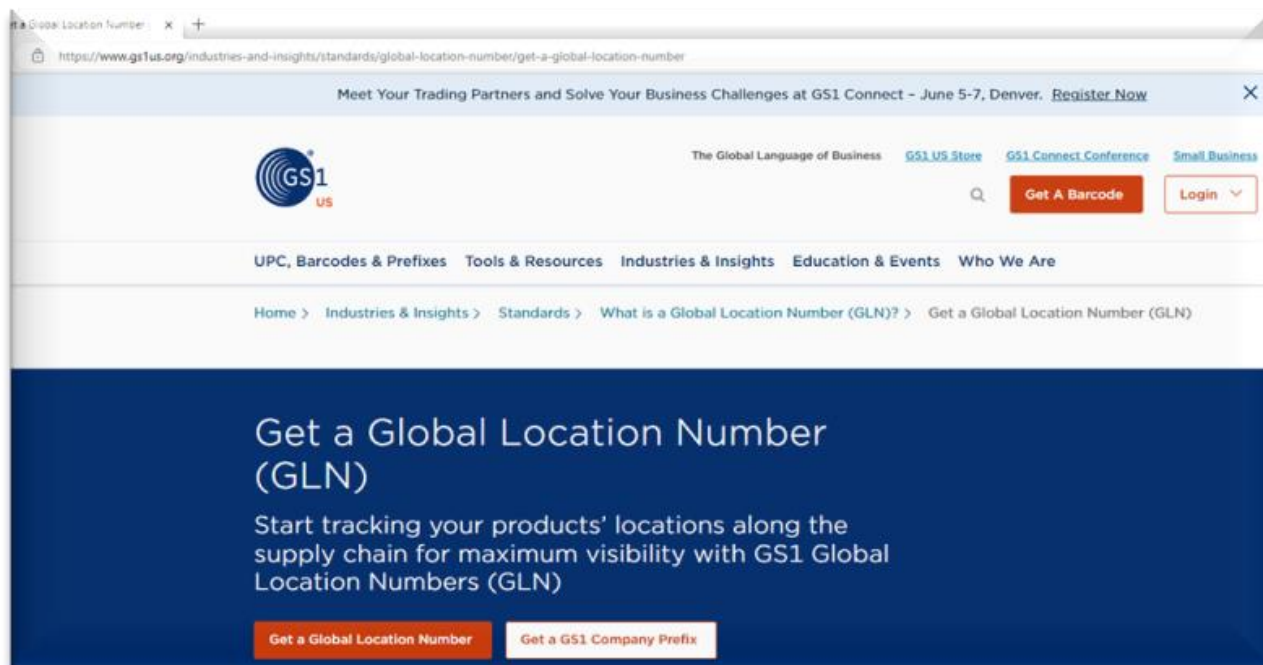 Get a Global Location Number
https://www.gs1us.org/industries-and-insights/standards/global-location-number/get-a-global-location-number
Meet Your Trading Partners and Solve Your Business Challenges at GS1 Connect – June 5-7, Denver. Register Now
The Global Language of Business GS1 US Store GS1 Connect Conference Small Business
GS1
US
Get A Barcode Login
UPC, Barcodes & Prefixes Tools & Resources Industries & Insights Education & Events Who We Are
Home > Industries & Insights > Standards > What is a Global Location Number (GLN)? > Get a Global Location Number (GLN)
Get a Global Location Number
(GLN)
Start tracking your products’ locations along the
supply chain for maximum visibility with GS1 Global
Location Numbers (GLN)
Get a Global Location Number Get a GS1 Company Prefix